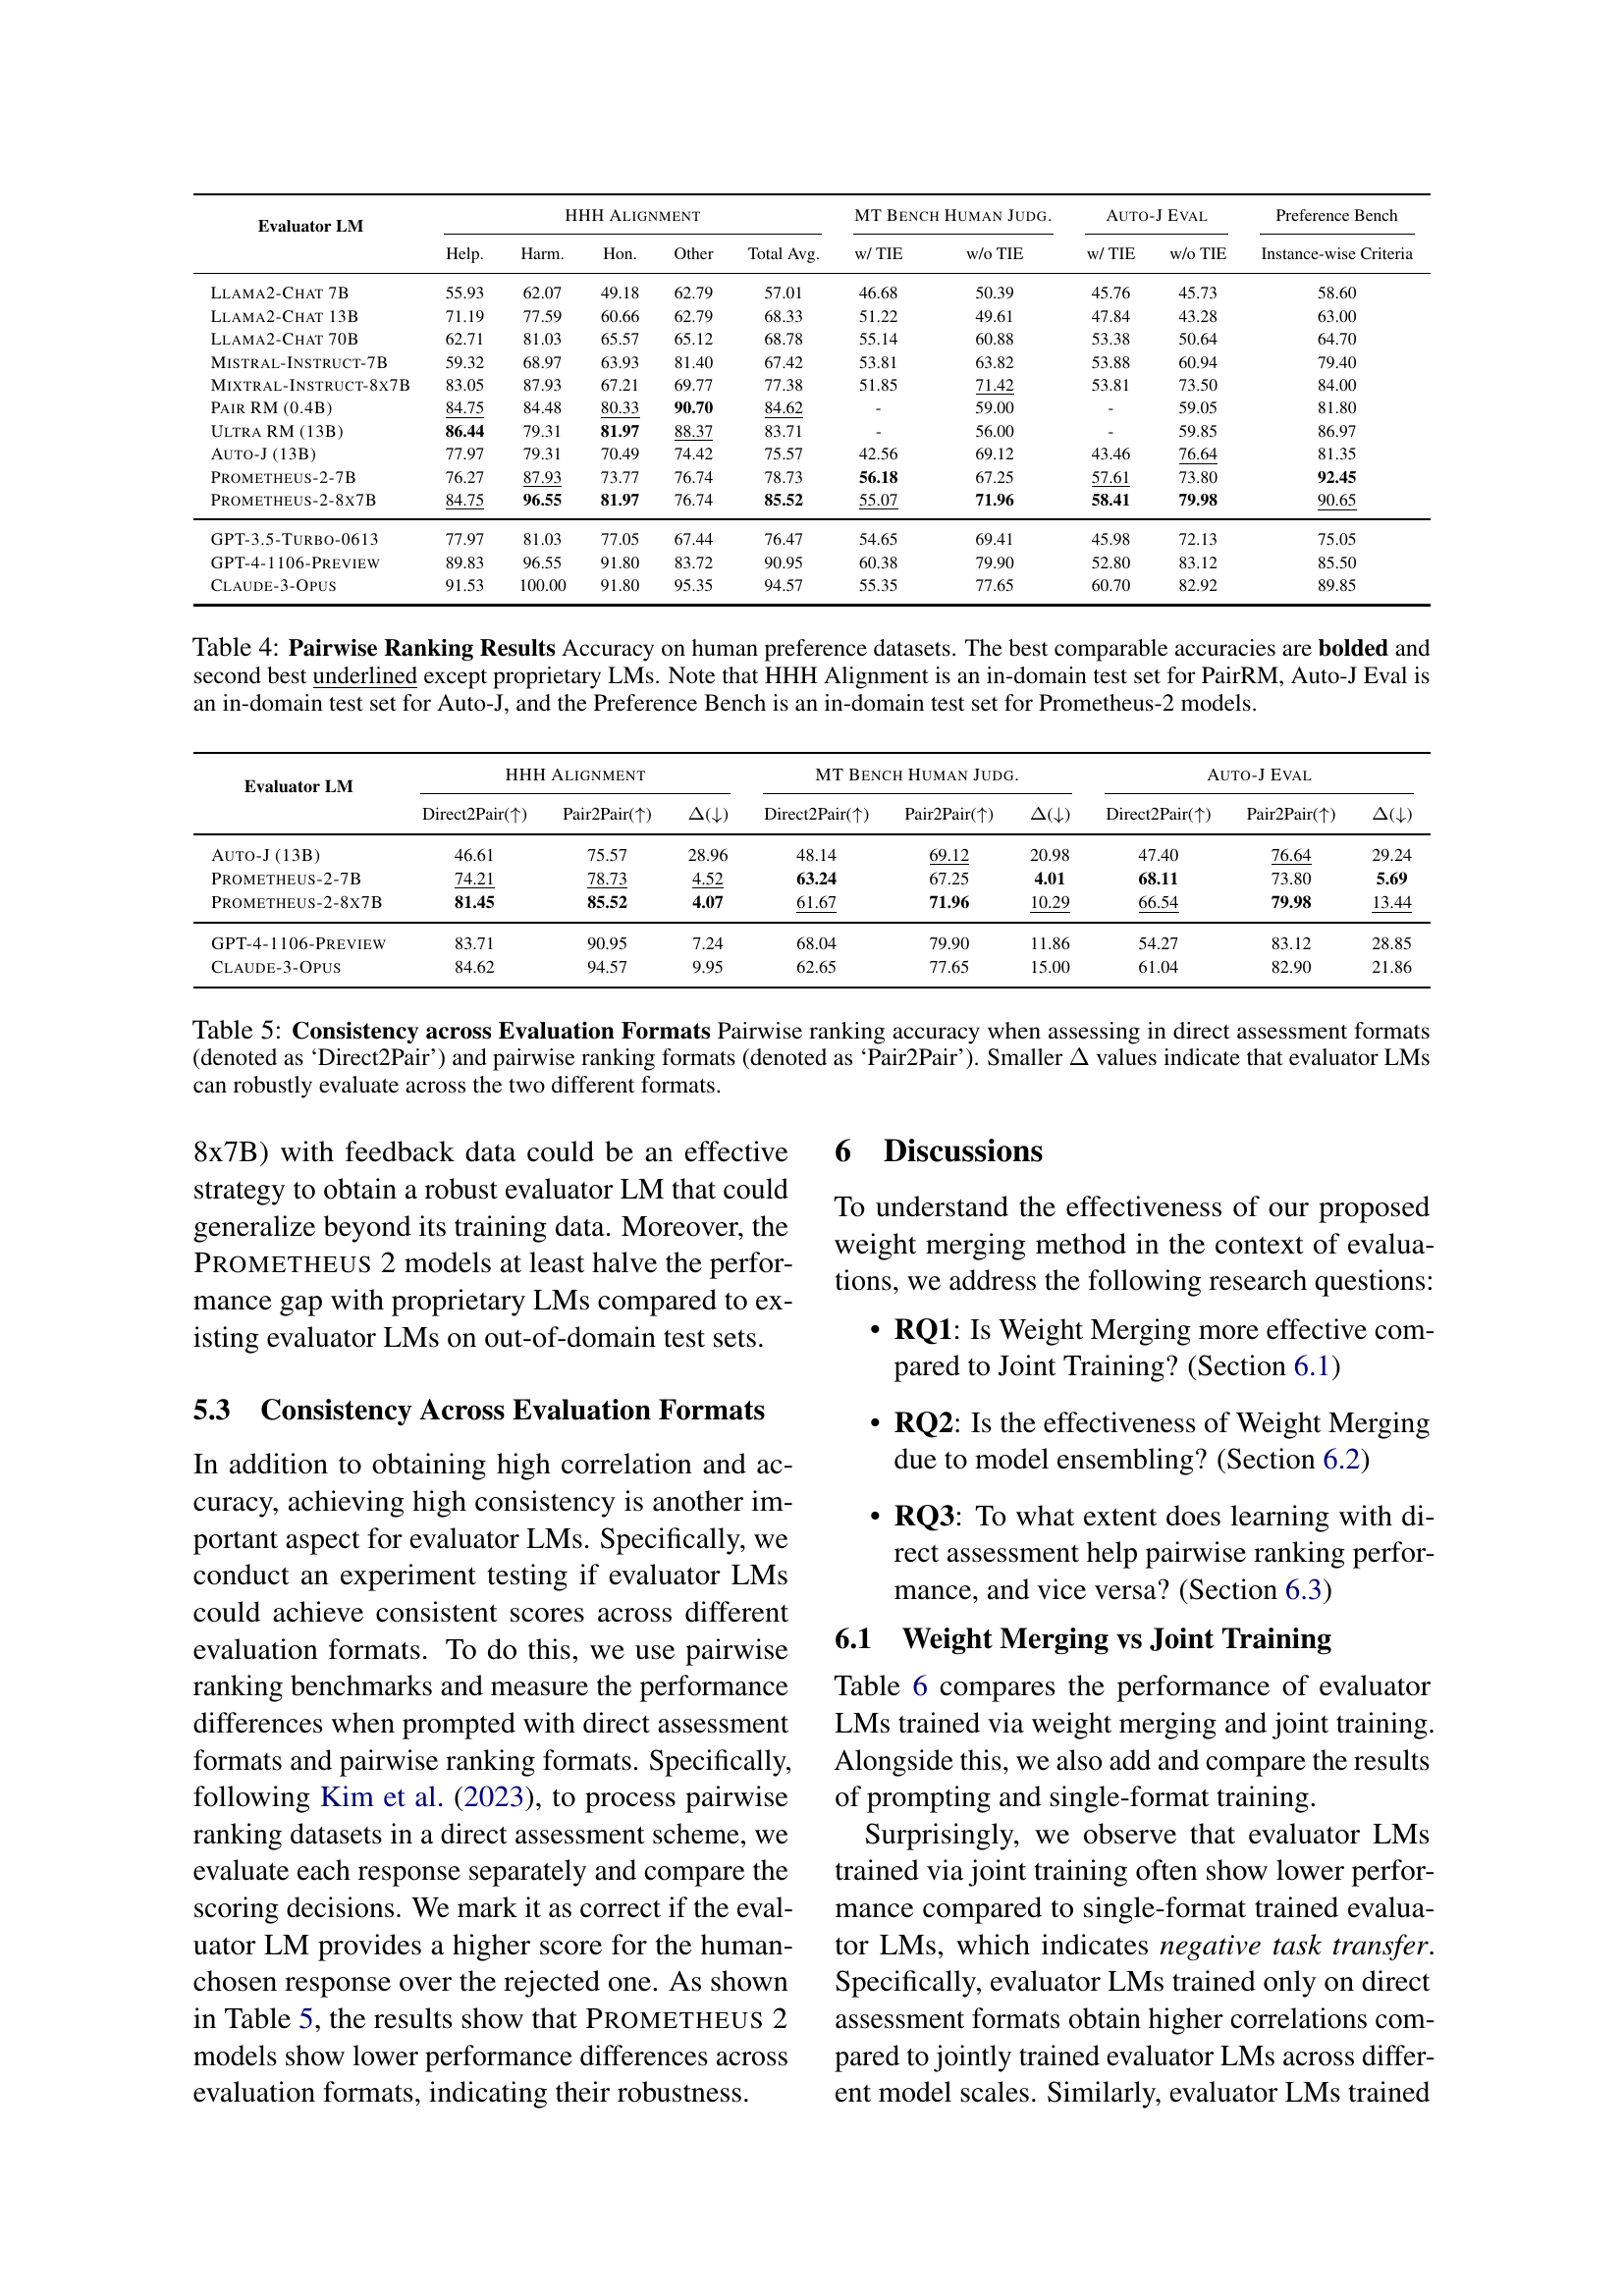 Evaluator LM HHH ALIGNMENT MT BENCH HUMAN JUDG. AUTO-J EVAL Preference Bench
Help. Harm. Hon. Other Total Avg. w/ TIE w/o TIE w/ TIE w/o TIE Instance-wise Criteria
LLAMA2-CHAT 7B 55.93 62.07 49.18 62.79 57.01 46.68 50.39 45.76 45.73 58.60
LLAMA2-CHAT 13B 71.19 77.59 60.66 62.79 68.33 51.22 49.61 47.84 43.28 63.00
LLAMA2-CHAT 70B 62.71 81.03 65.57 65.12 68.78 55.14 60.88 53.38 50.64 64.70
MISTRAL-INSTRUCT-7B 59.32 68.97 63.93 81.40 67.42 53.81 63.82 53.88 60.94 79.40
MIXTRAL-INSTRUCT-8X7B 83.05 87.93 67.21 69.77 77.38 51.85 71.42 53.81 73.50 84.00
PAIR RM (0.4B) 84.75 84.48 80.33 90.70 84.62 - 59.00 - 59.05 81.80
ULTRA RM (13B) 86.44 79.31 81.97 88.37 83.71 - 56.00 - 59.85 86.97
AUTO-J (13B) 77.97 79.31 70.49 74.42 75.57 42.56 69.12 43.46 76.64 81.35
PROMETHEUS-2-7B 76.27 87.93 73.77 76.74 78.73 56.18 67.25 57.61 73.80 92.45
PROMETHEUS-2-8X7B 84.75 96.55 81.97 76.74 85.52 55.07 71.96 58.41 79.98 90.65
GPT-3.5-TURBO-0613 77.97 81.03 77.05 67.44 76.47 54.65 69.41 45.98 72.13 75.05
GPT-4-1106-PREVIEW 89.83 96.55 91.80 83.72 90.95 60.38 79.90 52.80 83.12 85.50
CLAUDE-3-OPUS 91.53 100.00 91.80 95.35 94.57 55.35 77.65 60.70 82.92 89.85
Table 4: Pairwise Ranking Results Accuracy on human preference datasets. The best comparable accuracies are bolded and
second best underlined except proprietary LMs. Note that HHH Alignment is an in-domain test set for PairRM, Auto-J Eval is
an in-domain test set for Auto-J, and the Preference Bench is an in-domain test set for Prometheus-2 models.
Evaluator LM HHH ALIGNMENT MT BENCH HUMAN JUDG. AUTO-J EVAL
Direct2Pair(↑) Pair2Pair(↑) Δ(↓) Direct2Pair(↑) Pair2Pair(↑) Δ(↓) Direct2Pair(↑) Pair2Pair(↑) Δ(↓)
AUTO-J (13B) 46.61 75.57 28.96 48.14 69.12 20.98 47.40 76.64 29.24
PROMETHEUS-2-7B 74.21 78.73 4.52 63.24 67.25 4.01 68.11 73.80 5.69
PROMETHEUS-2-8X7B 81.45 85.52 4.07 61.67 71.96 10.29 66.54 79.98 13.44
GPT-4-1106-PREVIEW 83.71 90.95 7.24 68.04 79.90 11.86 54.27 83.12 28.85
CLAUDE-3-OPUS 84.62 94.57 9.95 62.65 77.65 15.00 61.04 82.90 21.86
Table 5: Consistency across Evaluation Formats Pairwise ranking accuracy when assessing in direct assessment formats
(denoted as ‘Direct2Pair’) and pairwise ranking formats (denoted as ‘Pair2Pair’). Smaller Δ values indicate that evaluator LMs
can robustly evaluate across the two different formats.
8x7B) with feedback data could be an effective
strategy to obtain a robust evaluator LM that could
generalize beyond its training data. Moreover, the
PROMETHEUS 2 models at least halve the perfor-
mance gap with proprietary LMs compared to ex-
isting evaluator LMs on out-of-domain test sets.
5.3 Consistency Across Evaluation Formats
In addition to obtaining high correlation and ac-
curacy, achieving high consistency is another im-
portant aspect for evaluator LMs. Specifically, we
conduct an experiment testing if evaluator LMs
could achieve consistent scores across different
evaluation formats. To do this, we use pairwise
ranking benchmarks and measure the performance
differences when prompted with direct assessment
formats and pairwise ranking formats. Specifically,
following Kim et al. (2023), to process pairwise
ranking datasets in a direct assessment scheme, we
evaluate each response separately and compare the
scoring decisions. We mark it as correct if the eval-
uator LM provides a higher score for the human-
chosen response over the rejected one. As shown
in Table 5, the results show that PROMETHEUS 2
models show lower performance differences across
evaluation formats, indicating their robustness.
6 Discussions
To understand the effectiveness of our proposed
weight merging method in the context of evalua-
tions, we address the following research questions:
• RQ1: Is Weight Merging more effective com-
pared to Joint Training? (Section 6.1)
• RQ2: Is the effectiveness of Weight Merging
due to model ensembling? (Section 6.2)
• RQ3: To what extent does learning with di-
rect assessment help pairwise ranking perfor-
mance, and vice versa? (Section 6.3)
6.1 Weight Merging vs Joint Training
Table 6 compares the performance of evaluator
LMs trained via weight merging and joint training.
Alongside this, we also add and compare the results
of prompting and single-format training.
Surprisingly, we observe that evaluator LMs
trained via joint training often show lower perfor-
mance compared to single-format trained evalua-
tor LMs, which indicates negative task transfer.
Specifically, evaluator LMs trained only on direct
assessment formats obtain higher correlations com-
pared to jointly trained evaluator LMs across differ-
ent model scales. Similarly, evaluator LMs trained